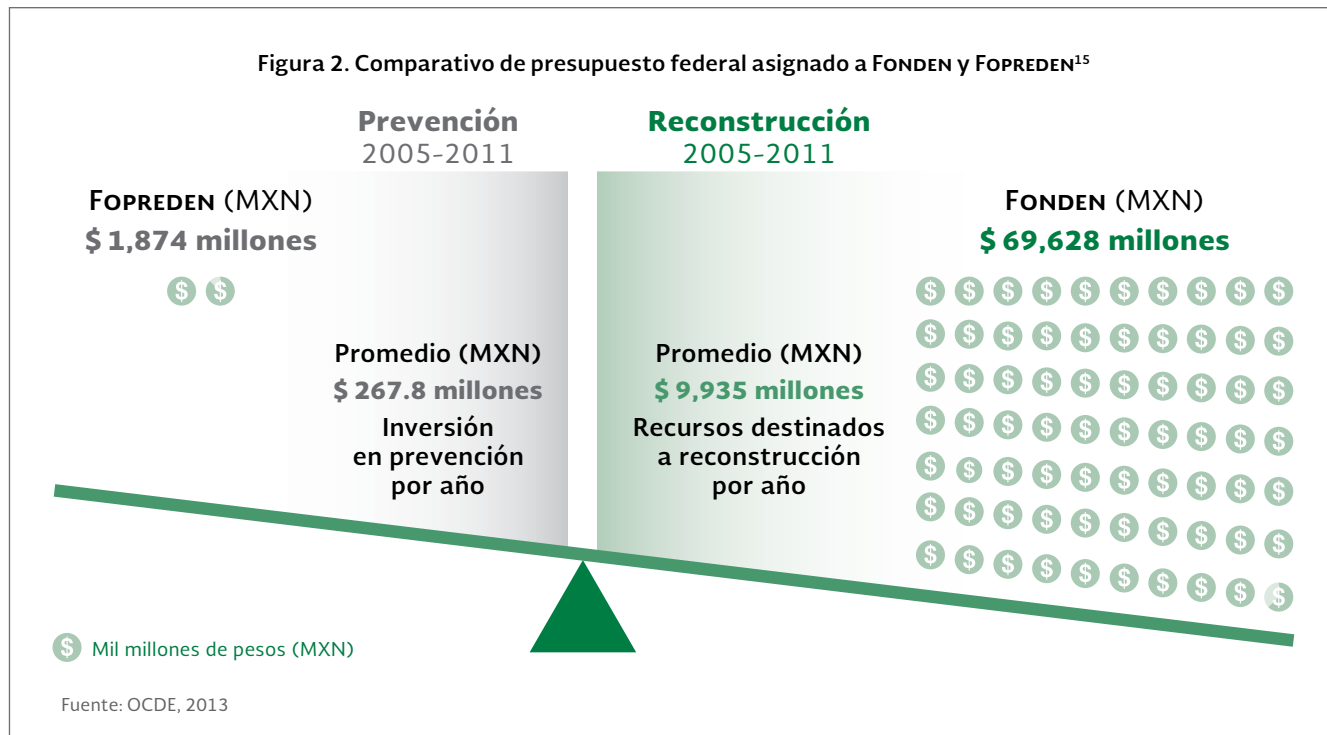 Figura 2. Comparativo de presupuesto federal asignado a FONDEN y FOPREDEN¹⁵
Prevención
2005-2011
FOPREDEN (MXN)
$ 1,874 millones
$ $
Promedio (MXN)
$ 267.8 millones
Inversión
en prevención
por año
Reconstrucción
2005-2011
Promedio (MXN)
$ 9,935 millones
Recursos destinados
a reconstrucción
por año
FONDEN (MXN)
$ 69,628 millones
$ $ $ $ $ $ $ $ $ $
$ $ $ $ $ $ $ $ $ $
$ $ $ $ $ $ $ $ $ $
$ $ $ $ $ $ $ $ $ $
$ $ $ $ $ $ $ $ $ $
$ $ $ $ $ $ $ $ $ $
$ $ $ $ $ $ $ $ $ $
$ Mil millones de pesos (MXN)
Fuente: OCDE, 2013